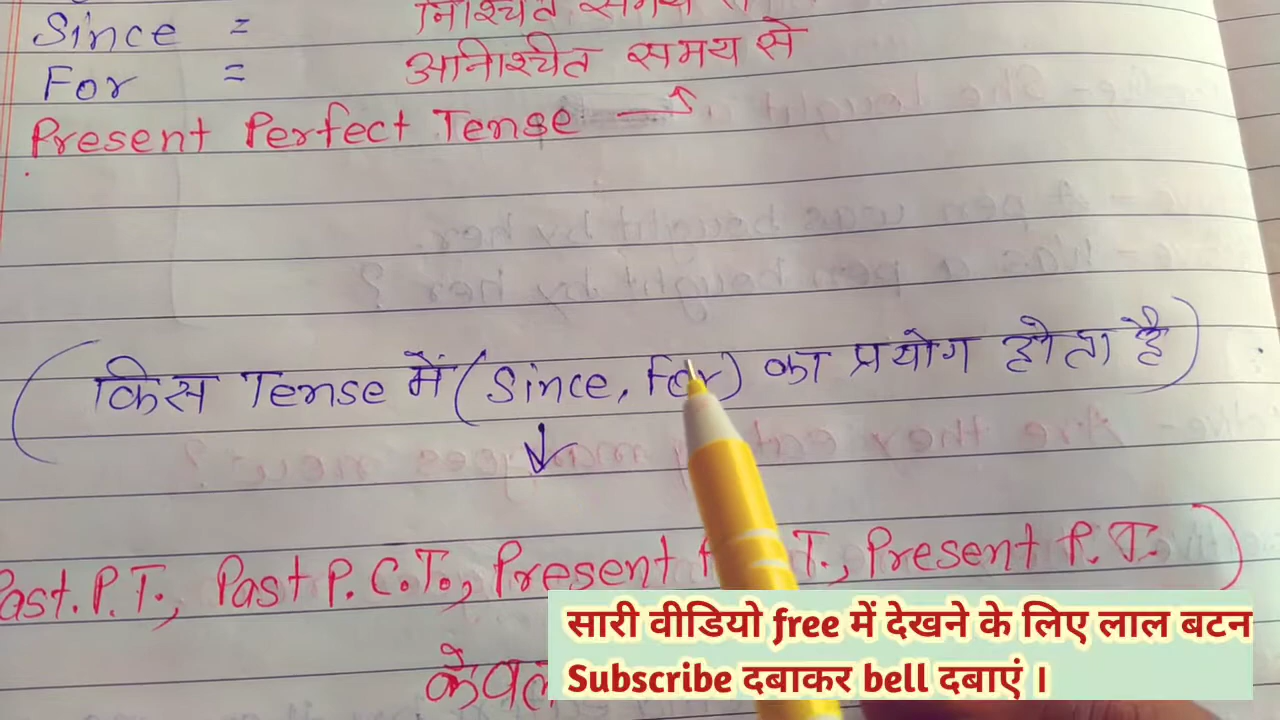 Since = निश्चित समय से
For = अनिश्चीत समय से
Present Perfect Tense →
(किस Tense में (Since, For) का प्रयोग होता है)
↓
Past. P.T., Past P.C.T., Present T., Present P.T.)
केवल
सारी वीडियो free में देखने के लिए लाल बटन
Subscribe दबाकर bell दबाएं ।